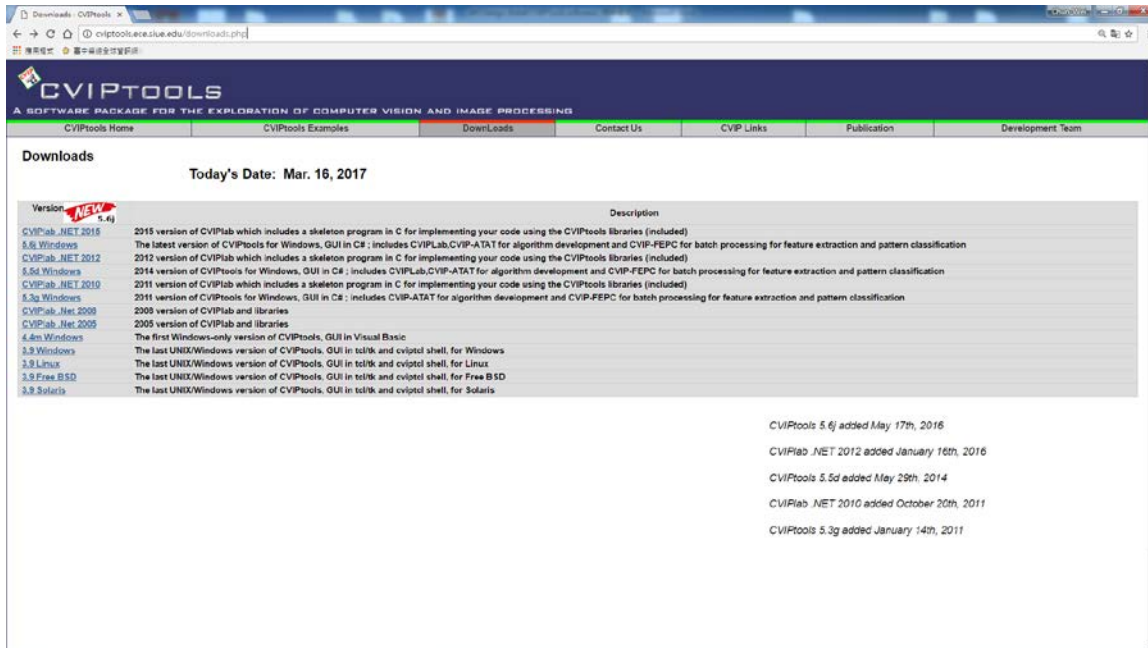 Downloads - CVIPtools
cviptools.ece.siue.edu/downloads.php
CVIPTOOLS
A SOFTWARE PACKAGE FOR THE EXPLORATION OF COMPUTER VISION AND IMAGE PROCESSING
CVIPtools Home CVIPtools Examples DownLoads Contact Us CVIP Links Publication Development Team
Downloads
Today's Date: Mar. 16, 2017
Version NEW 5.6j Description
CVIPlab .NET 2015 2015 version of CVIPlab which includes a skeleton program in C for implementing your code using the CVIPtools libraries (included)
5.6j Windows The latest version of CVIPtools for Windows, GUI in C# ; includes CVIPLab,CVIP-ATAT for algorithm development and CVIP-FEPC for batch processing for feature extraction and pattern classification
CVIPlab .NET 2012 2012 version of CVIPlab which includes a skeleton program in C for implementing your code using the CVIPtools libraries (included)
5.5d Windows 2014 version of CVIPtools for Windows, GUI in C# ; includes CVIPLab,CVIP-ATAT for algorithm development and CVIP-FEPC for batch processing for feature extraction and pattern classification
CVIPlab .NET 2010 2011 version of CVIPlab which includes a skeleton program in C for implementing your code using the CVIPtools libraries (included)
5.3g Windows 2011 version of CVIPtools for Windows, GUI in C# ; includes CVIP-ATAT for algorithm development and CVIP-FEPC for batch processing for feature extraction and pattern classification
CVIPlab .Net 2008 2008 version of CVIPlab and libraries
CVIPlab .Net 2005 2005 version of CVIPlab and libraries
4.4m Windows The first Windows-only version of CVIPtools, GUI in Visual Basic
3.9 Windows The last UNIX/Windows version of CVIPtools, GUI in tcl/tk and cviptcl shell, for Windows
3.9 Linux The last UNIX/Windows version of CVIPtools, GUI in tcl/tk and cviptcl shell, for Linux
3.9 Free BSD The last UNIX/Windows version of CVIPtools, GUI in tcl/tk and cviptcl shell, for Free BSD
3.9 Solaris The last UNIX/Windows version of CVIPtools, GUI in tcl/tk and cviptcl shell, for Solaris
CVIPtools 5.6j added May 17th, 2016
CVIPlab .NET 2012 added January 16th, 2016
CVIPtools 5.5d added May 29th, 2014
CVIPlab .NET 2010 added October 20th, 2011
CVIPtools 5.3g added January 14th, 2011